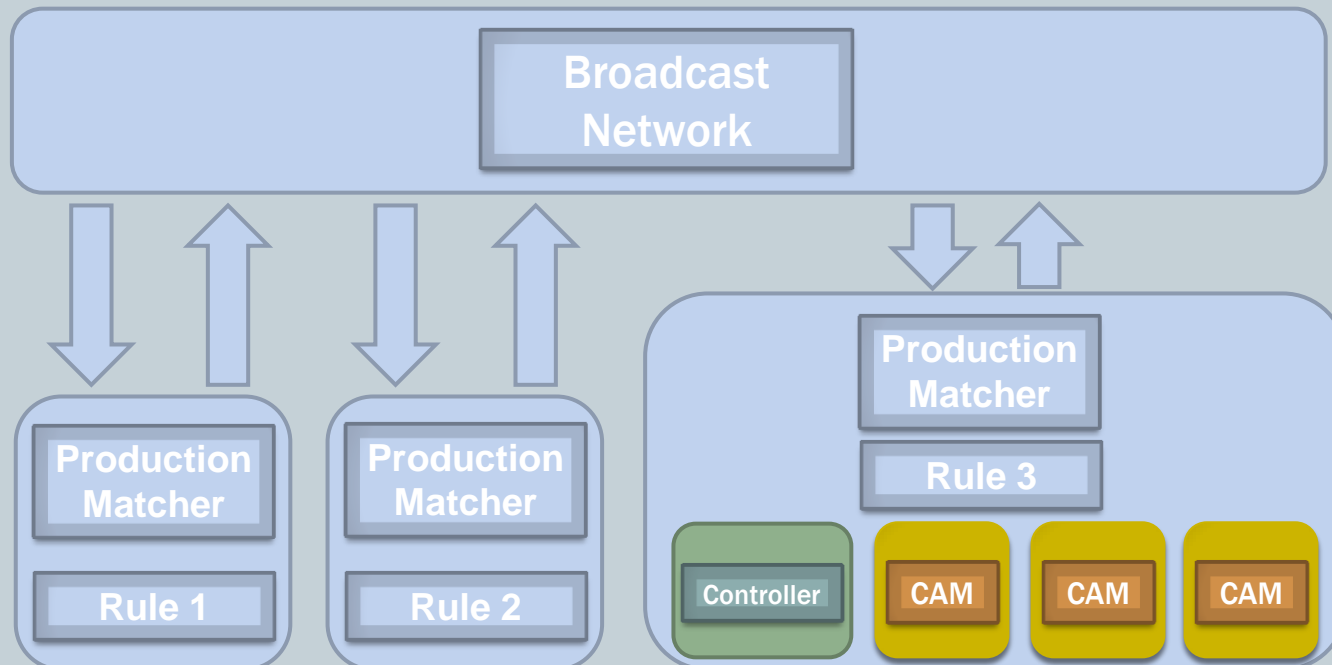 Broadcast
Network
Production
Matcher
Rule 1
Production
Matcher
Rule 2
Production
Matcher
Rule 3
Controller
CAM
CAM
CAM